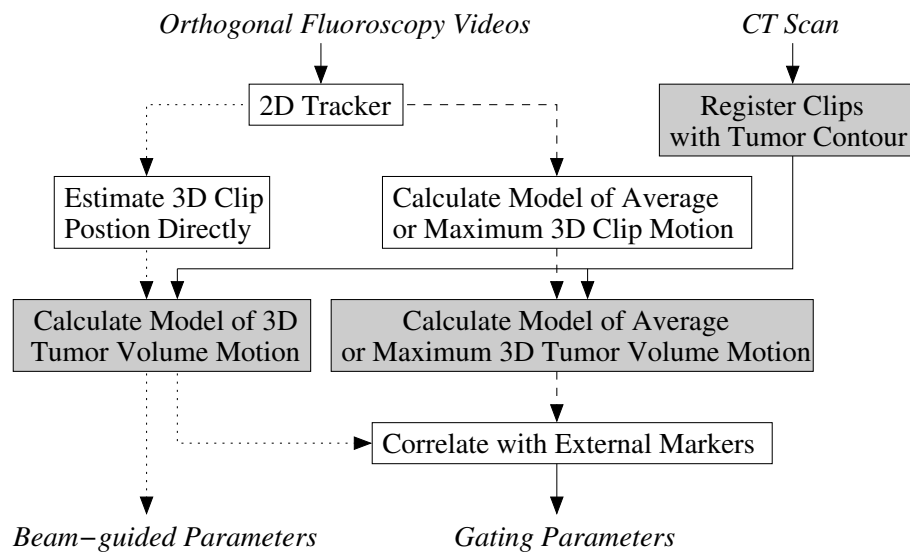 Orthogonal Fluoroscopy Videos
CT Scan
2D Tracker
Register Clips
with Tumor Contour
Estimate 3D Clip
Postion Directly
Calculate Model of Average
or Maximum 3D Clip Motion
Calculate Model of 3D
Tumor Volume Motion
Calculate Model of Average
or Maximum 3D Tumor Volume Motion
Correlate with External Markers
Beam−guided Parameters
Gating Parameters